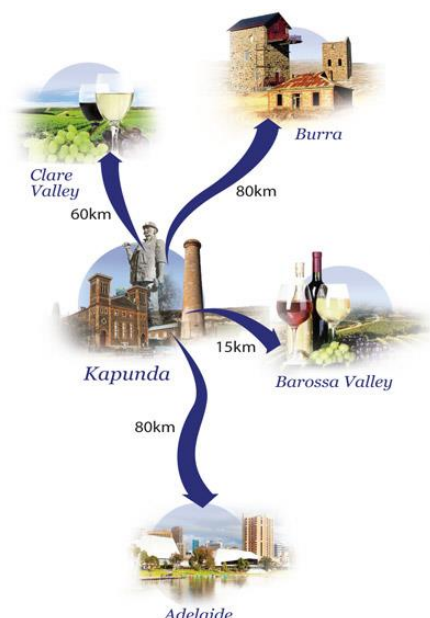 Burra
Clare
Valley
80km
60km
15km
Kapunda
Barossa Valley
80km
Adelaide